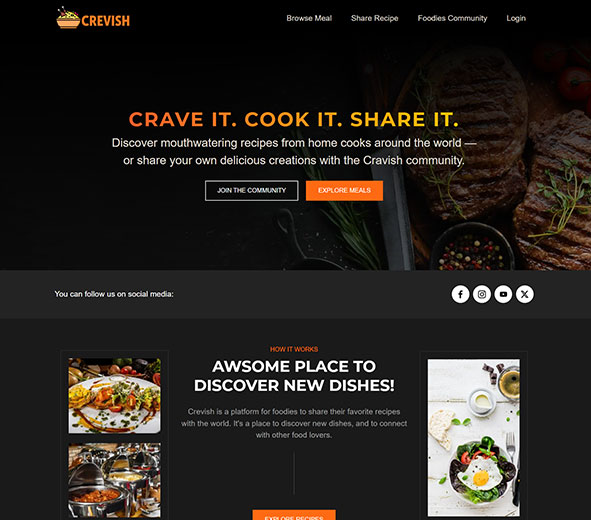 CREVISH
Browse Meal
Share Recipe
Foodies Community
Login
CRAVE IT. COOK IT. SHARE IT.
Discover mouthwatering recipes from home cooks around the world —
or share your own delicious creations with the Cravish community.
JOIN THE COMMUNITY
EXPLORE MEALS
You can follow us on social media:
HOW IT WORKS
AWSOME PLACE TO
DISCOVER NEW DISHES!
Crevish is a platform for foodies to share their favorite recipes
with the world. It's a place to discover new dishes, and to connect
with other food lovers.
EXPLORE RECIPES